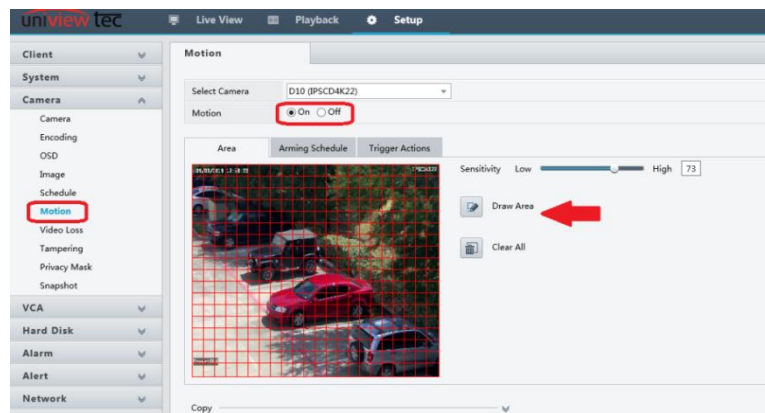 uniview tec
Live View Playback Setup
Client
System
Camera
Camera
Encoding
OSD
Image
Schedule
Motion
Video Loss
Tampering
Privacy Mask
Snapshot
VCA
Hard Disk
Alarm
Alert
Network
Motion
Select Camera D10 (IPSCD4K22)
Motion On Off
Area Arming Schedule Trigger Actions
Sensitivity Low High 73
Draw Area
Clear All
Copy